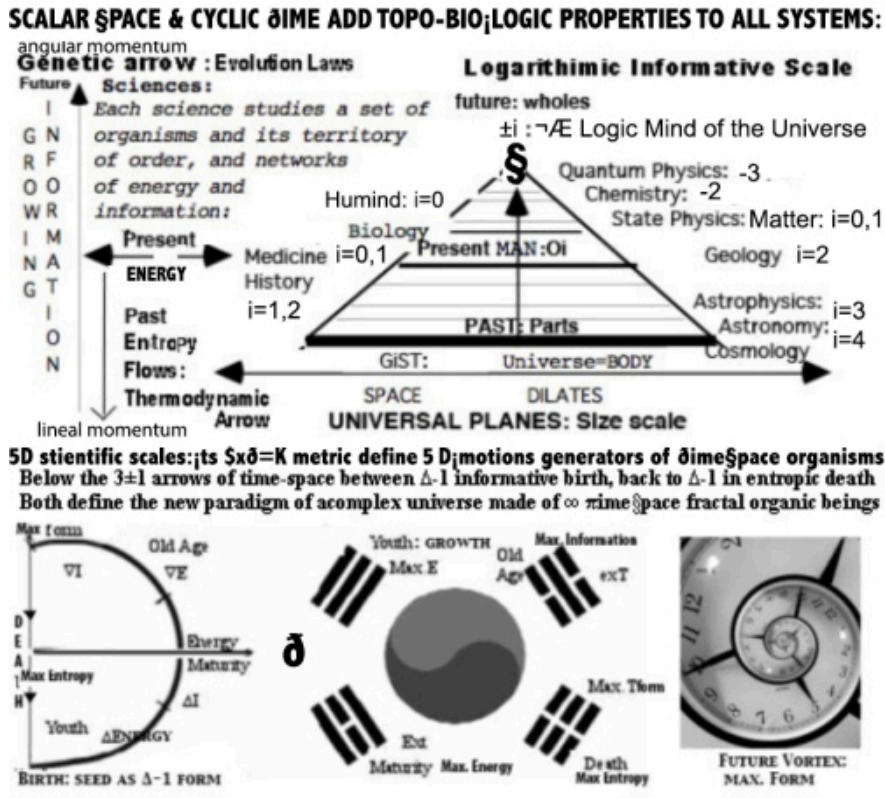 SCALAR §PACE & CYCLIC ðIME ADD TOPO-BIO¡LOGIC PROPERTIES TO ALL SYSTEMS:
angular momentum
Genetic arrow : Evolution Laws
Future
Sciences:
Each science studies a set of
organisms and its territory
of order, and networks
of energy and
information:
GROWING
INFORMATION
Present
ENERGY
Past
Entropy
Flows:
Thermodynamic
Arrow
lineal momentum
Logarithimic Informative Scale
future: wholes
±i :¬Æ Logic Mind of the Universe
§
Humind: i=0
Biology
Present MAN:Oi
Medicine i=0,1
History
i=1,2
PAST: Parts
Quantum Physics: -3
Chemistry: -2
State Physics: Matter: i=0,1
Geology i=2
Astrophysics: i=3
Astronomy: i=4
Cosmology
GiST: Universe=BODY
SPACE DILATES
UNIVERSAL PLANES: SIze scale
5D stientific scales:¡ts $xð=K metric define 5 D¡motions generators of ðime§pace organisms
Below the 3±1 arrows of time-space between Δ-1 informative birth, back to Δ-1 in entropic death
Both define the new paradigm of acomplex universe made of ∞ πime§pace fractal organic beings
Max form
∇I
Old Age
∇E
DEATH
Max Entropy
Energy
Maturity
ΔI
Youth
ΔENERGY
BIRTH: SEED AS Δ-1 FORM
ð
Youth: GROWTH
Max.E
Old
Age
Max. Information
exT
Ext
Maturity Max. Energy
Max. Tform
Death
Max Entropy
12
11
9
8
7
6
5
FUTURE VORTEX:
MAX. FORM